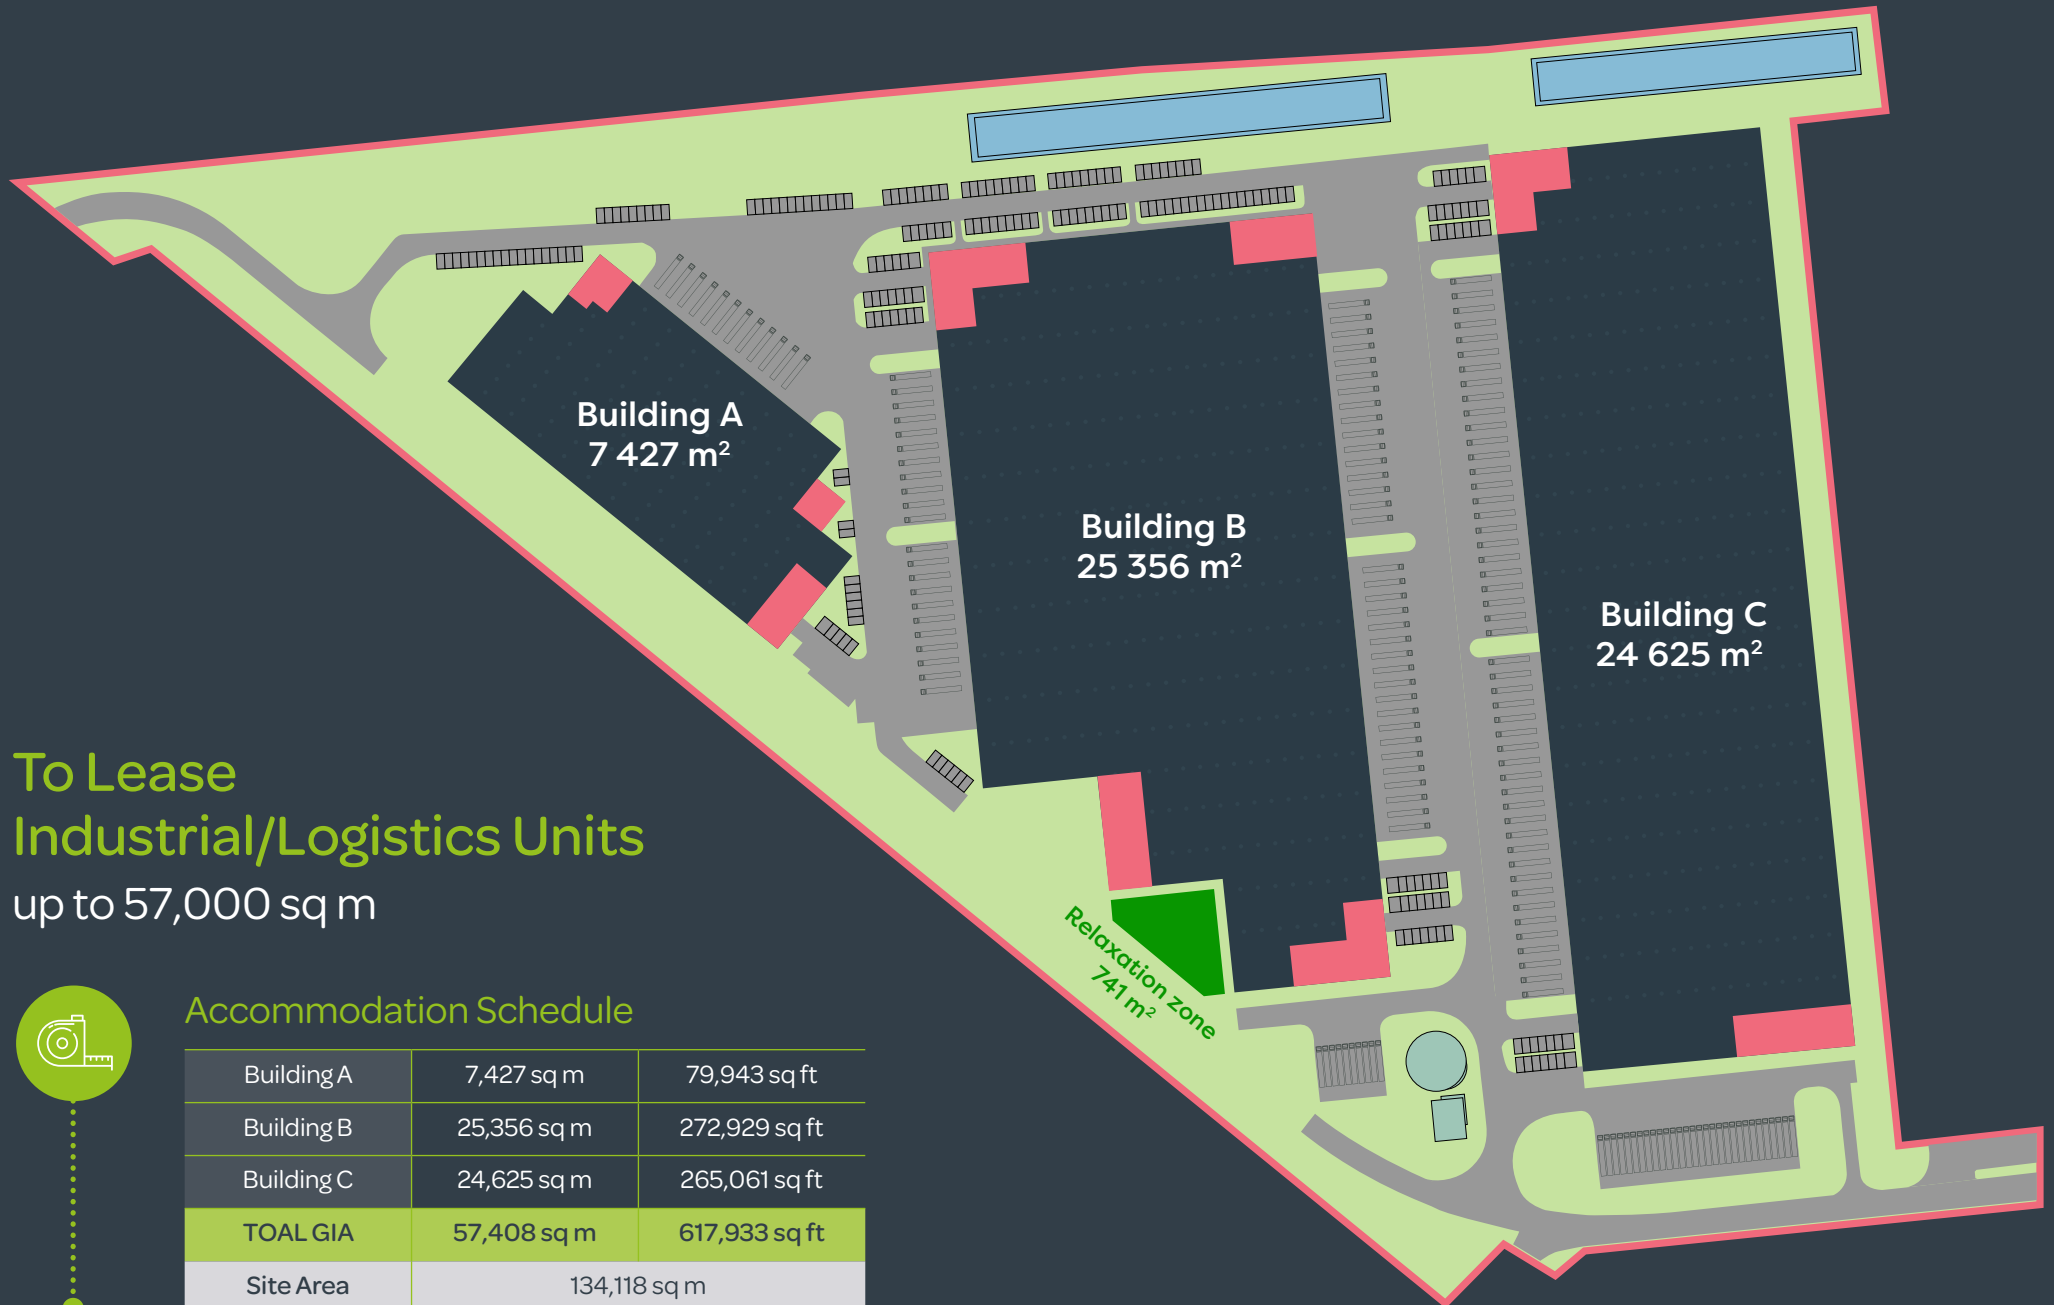 Building A
7 427 m²
Building B
25 356 m²
Building C
24 625 m²
Relaxation zone
741 m²
To Lease
Industrial/Logistics Units
up to 57,000 sq m
Accommodation Schedule
Building A 7,427 sq m 79,943 sq ft
Building B 25,356 sq m 272,929 sq ft
Building C 24,625 sq m 265,061 sq ft
TOAL GIA 57,408 sq m 617,933 sq ft
Site Area 134,118 sq m